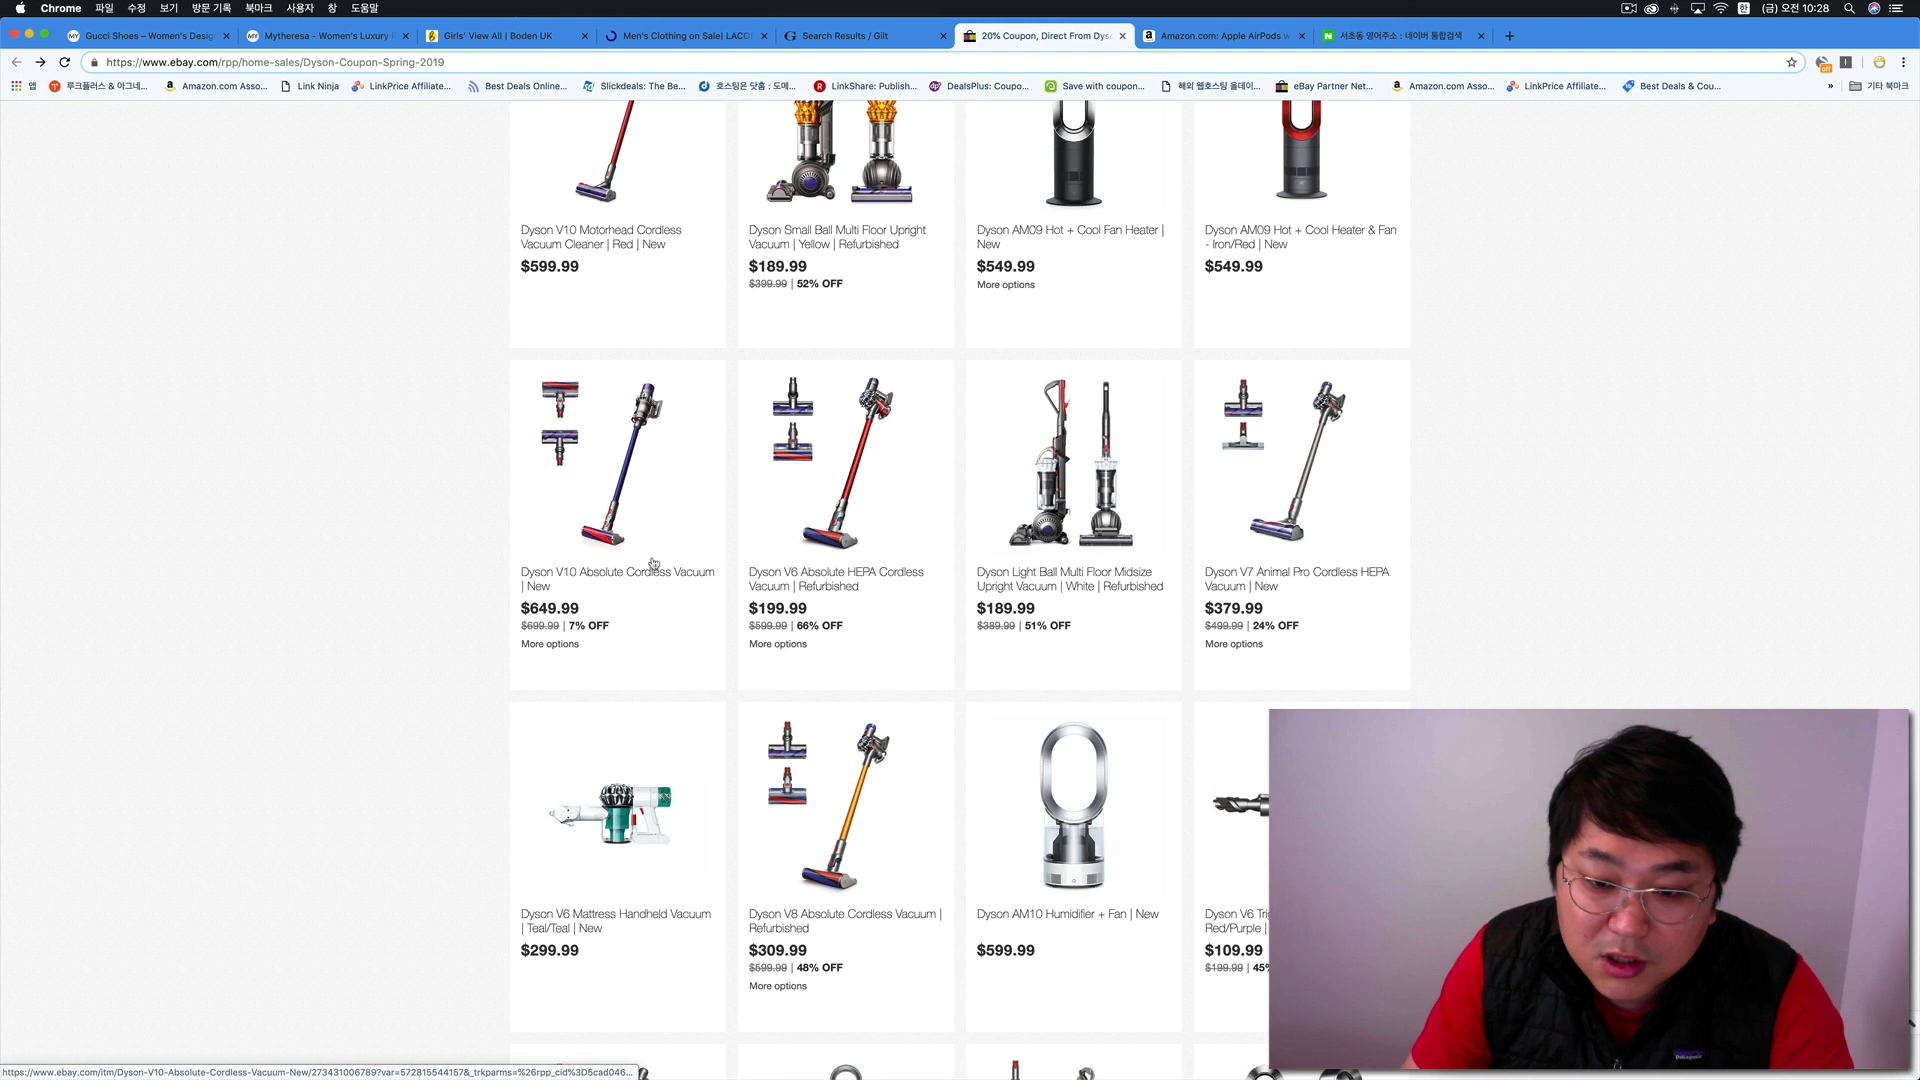 Chrome 파일 수정 보기 방문 기록 북마크 사용자 창 도움말
(금) 오전 10:28
Gucci Shoes – Women's Desig
Mytheresa - Women's Luxury F
Girls' View All | Boden UK
Men's Clothing on Sale| LACO
Search Results / Gilt
20% Coupon, Direct From Dys
Amazon.com: Apple AirPods w
서초동 영어주소 : 네이버 통합검색
https://www.ebay.com/rpp/home-sales/Dyson-Coupon-Spring-2019
앱
루크플러스 & 아그네...
Amazon.com Asso...
Link Ninja
LinkPrice Affiliate...
Best Deals Online...
Slickdeals: The Be...
호스팅은 닷홈 : 도메...
LinkShare: Publish...
DealsPlus: Coupo...
Save with coupon...
해외 웹호스팅 올데이...
eBay Partner Net...
Amazon.com Asso...
LinkPrice Affiliate...
Best Deals & Cou...
»
기타 북마크
Dyson V10 Motorhead Cordless
Vacuum Cleaner | Red | New
$599.99
Dyson Small Ball Multi Floor Upright
Vacuum | Yellow | Refurbished
$189.99
$399.99 | 52% OFF
Dyson AM09 Hot + Cool Fan Heater |
New
$549.99
More options
Dyson AM09 Hot + Cool Heater & Fan
- Iron/Red | New
$549.99
Dyson V10 Absolute Cordless Vacuum
| New
$649.99
$699.99 | 7% OFF
More options
Dyson V6 Absolute HEPA Cordless
Vacuum | Refurbished
$199.99
$599.99 | 66% OFF
More options
Dyson Light Ball Multi Floor Midsize
Upright Vacuum | White | Refurbished
$189.99
$389.99 | 51% OFF
Dyson V7 Animal Pro Cordless HEPA
Vacuum | New
$379.99
$499.99 | 24% OFF
More options
Dyson V6 Mattress Handheld Vacuum
| Teal/Teal | New
$299.99
Dyson V8 Absolute Cordless Vacuum |
Refurbished
$309.99
$599.99 | 48% OFF
More options
Dyson AM10 Humidifier + Fan | New
$599.99
Dyson V6 Tri
Red/Purple |
$109.99
$199.99 | 45%
https://www.ebay.com/itm/Dyson-V10-Absolute-Cordless-Vacuum-New/273431006789?var=572815544157&_trkparms=%26rpp_cid%3D5cad046...
patagonia